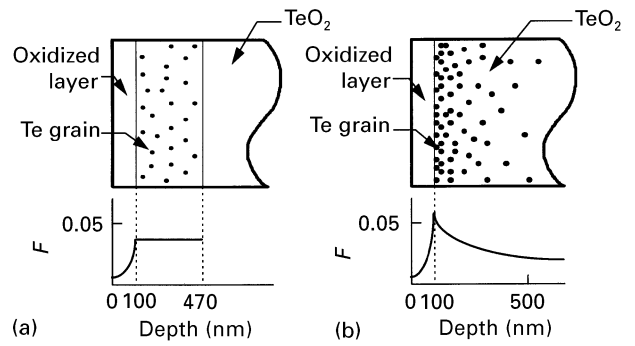 TeO₂
Oxidized
layer
Te grain
0.05
F
0 100 470
Depth (nm)
(a)
TeO₂
Oxidized
layer
Te grain
0.05
F
0 100 500
Depth (nm)
(b)